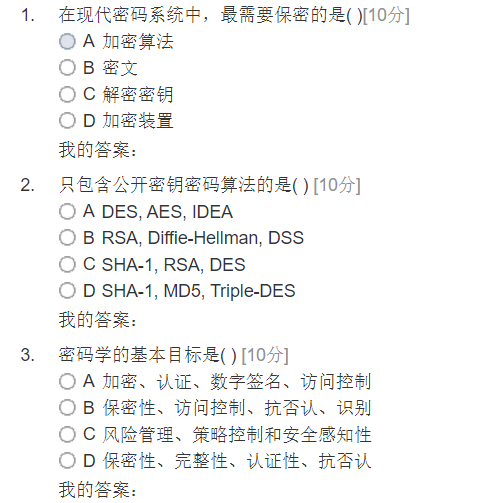 1. 在现代密码系统中，最需要保密的是( )[10分]
A 加密算法
B 密文
C 解密密钥
D 加密装置
我的答案：
2. 只包含公开密钥密码算法的是( ) [10分]
A DES, AES, IDEA
B RSA, Diffie-Hellman, DSS
C SHA-1, RSA, DES
D SHA-1, MD5, Triple-DES
我的答案：
3. 密码学的基本目标是( ) [10分]
A 加密、认证、数字签名、访问控制
B 保密性、访问控制、抗否认、识别
C 风险管理、策略控制和安全感知性
D 保密性、完整性、认证性、抗否认
我的答案：